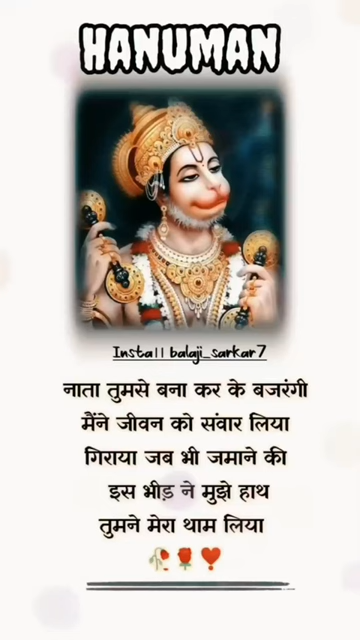 HANUMAN
Insta|| balaji_sarkar7
नाता तुमसे बना कर के बजरंगी
मैंने जीवन को संवार लिया
गिराया जब भी जमाने की
इस भीड़ ने मुझे हाथ
तुमने मेरा थाम लिया
🥀🌹❣️